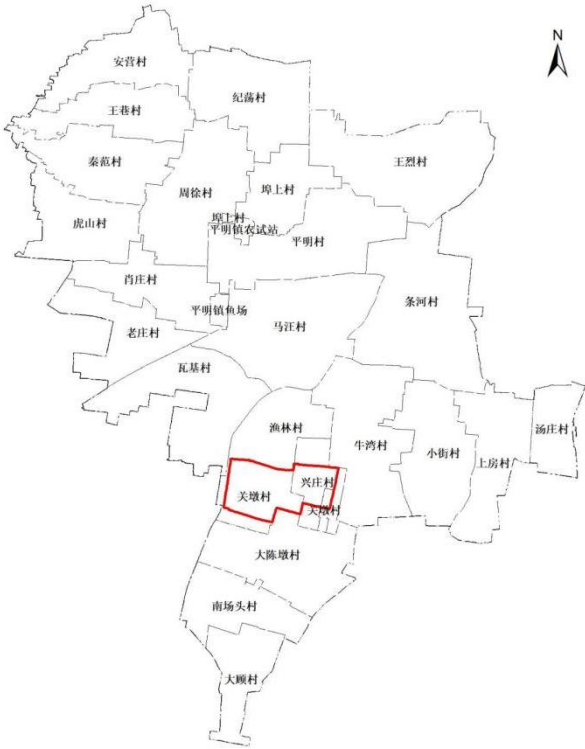 N
安营村
纪荡村
王巷村
秦范村
王烈村
周徐村
埠上村
虎山村
埠上村
平明镇农试站
平明村
肖庄村
条河村
平明镇鱼场
马汪村
老庄村
瓦基村
渔林村
汤庄村
牛湾村
小街村
上房村
兴庄村
关墩村
关墩村
大陈墩村
南场头村
大顾村